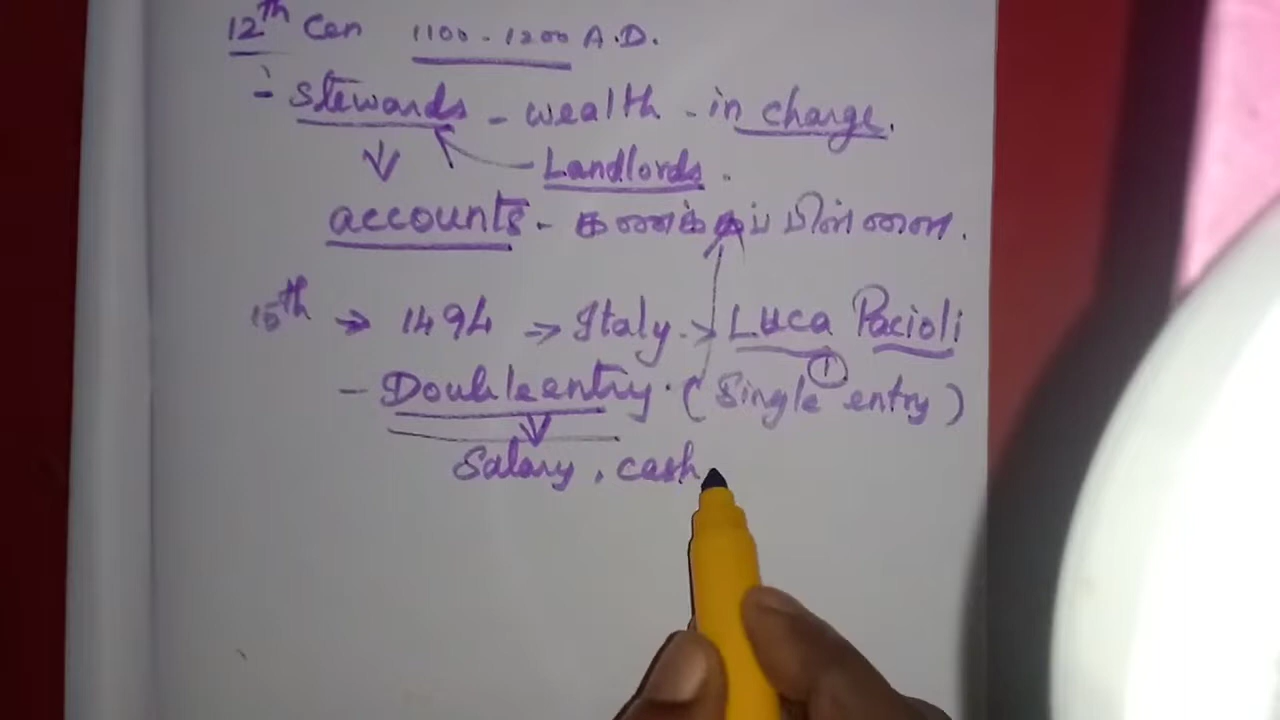 12th Cen 1100-1200 A.D.
- Stewards - wealth - in charge.
Landlords.
accounts - கணக்குப்பிள்ளை.
15th → 1494 ⇒ Italy → Luca Pacioli
- Double entry. (Single entry) ①
Salary, cash